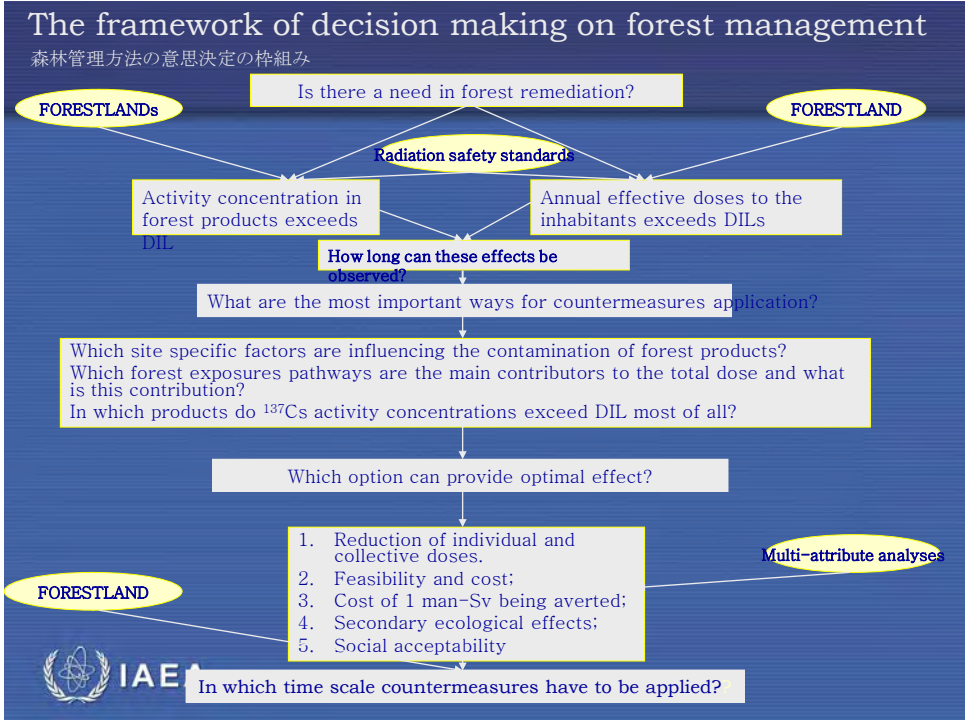 The framework of decision making on forest management
森林管理方法の意思決定の枠組み
Is there a need in forest remediation?
FORESTLANDs
FORESTLAND
Radiation safety standards
Activity concentration in
forest products exceeds
DIL
Annual effective doses to the
inhabitants exceeds DILs
How long can these effects be
observed?
What are the most important ways for countermeasures application?
Which site specific factors are influencing the contamination of forest products?
Which forest exposures pathways are the main contributors to the total dose and what
is this contribution?
In which products do ¹³⁷Cs activity concentrations exceed DIL most of all?
Which option can provide optimal effect?
1. Reduction of individual and
collective doses.
2. Feasibility and cost;
3. Cost of 1 man-Sv being averted;
4. Secondary ecological effects;
5. Social acceptability
Multi-attribute analyses
FORESTLAND
IAEA
In which time scale countermeasures have to be applied?